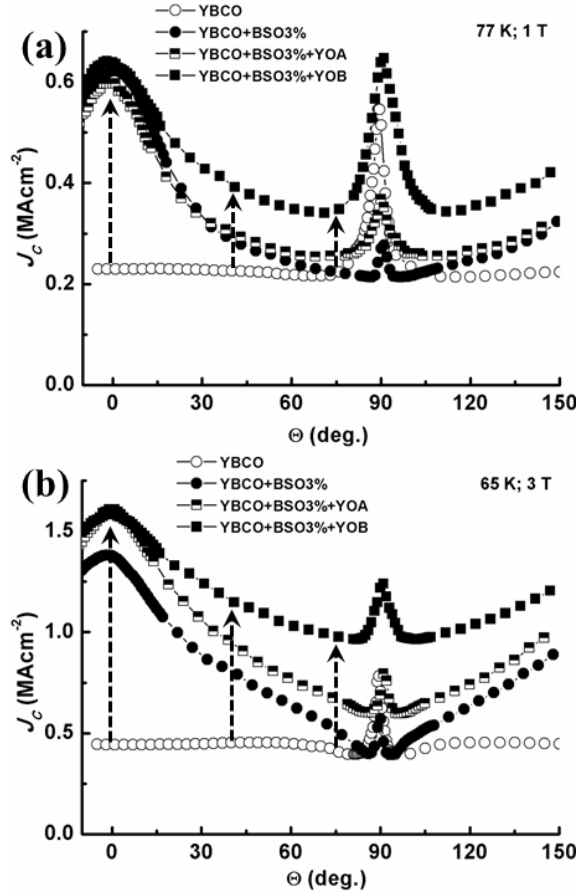 (a)
YBCO
YBCO+BSO3%
YBCO+BSO3%+YOA
YBCO+BSO3%+YOB
77 K; 1 T
0.6
0.4
0.2
0.0
J_C (MAcm⁻²)
0 30 60 90 120 150
Θ (deg.)
(b)
YBCO
YBCO+BSO3%
YBCO+BSO3%+YOA
YBCO+BSO3%+YOB
65 K; 3 T
1.5
1.0
0.5
0.0
J_C (MAcm⁻²)
0 30 60 90 120 150
Θ (deg.)